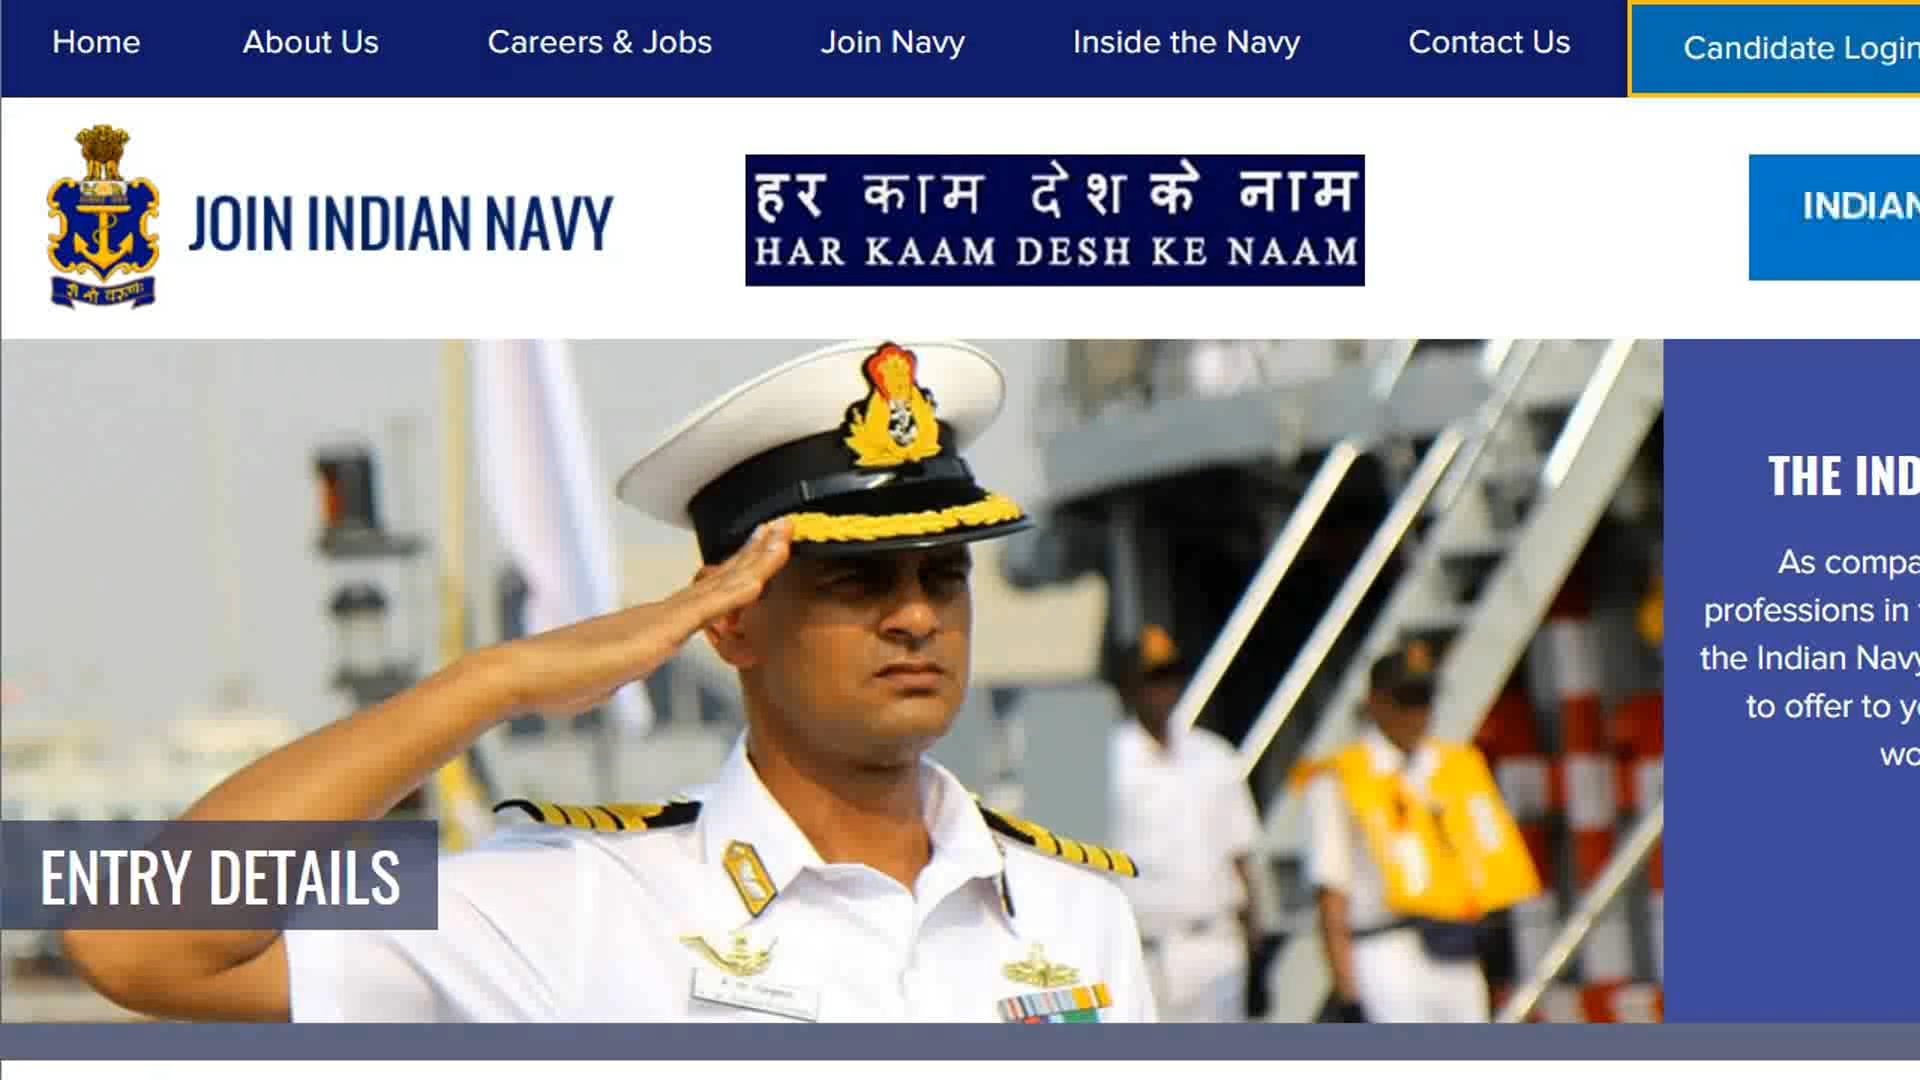 Home About Us Careers & Jobs Join Navy Inside the Navy Contact Us Candidate Login
JOIN INDIAN NAVY
हर काम देश के नाम
HAR KAAM DESH KE NAAM
INDIAN
THE IND
As compa
professions in
the Indian Navy
to offer to y
wo
ENTRY DETAILS